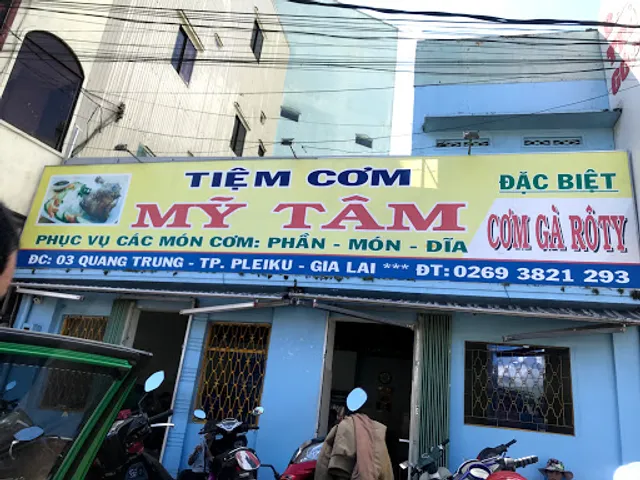 TIỆM CƠM
MỸ TÂM
PHỤC VỤ CÁC MÓN CƠM: PHẦN - MÓN - ĐĨA
ĐẶC BIỆT
CƠM GÀ RÔTY
ĐC: 03 QUANG TRUNG - TP. PLEIKU - GIA LAI *** ĐT: 0269 3821 293